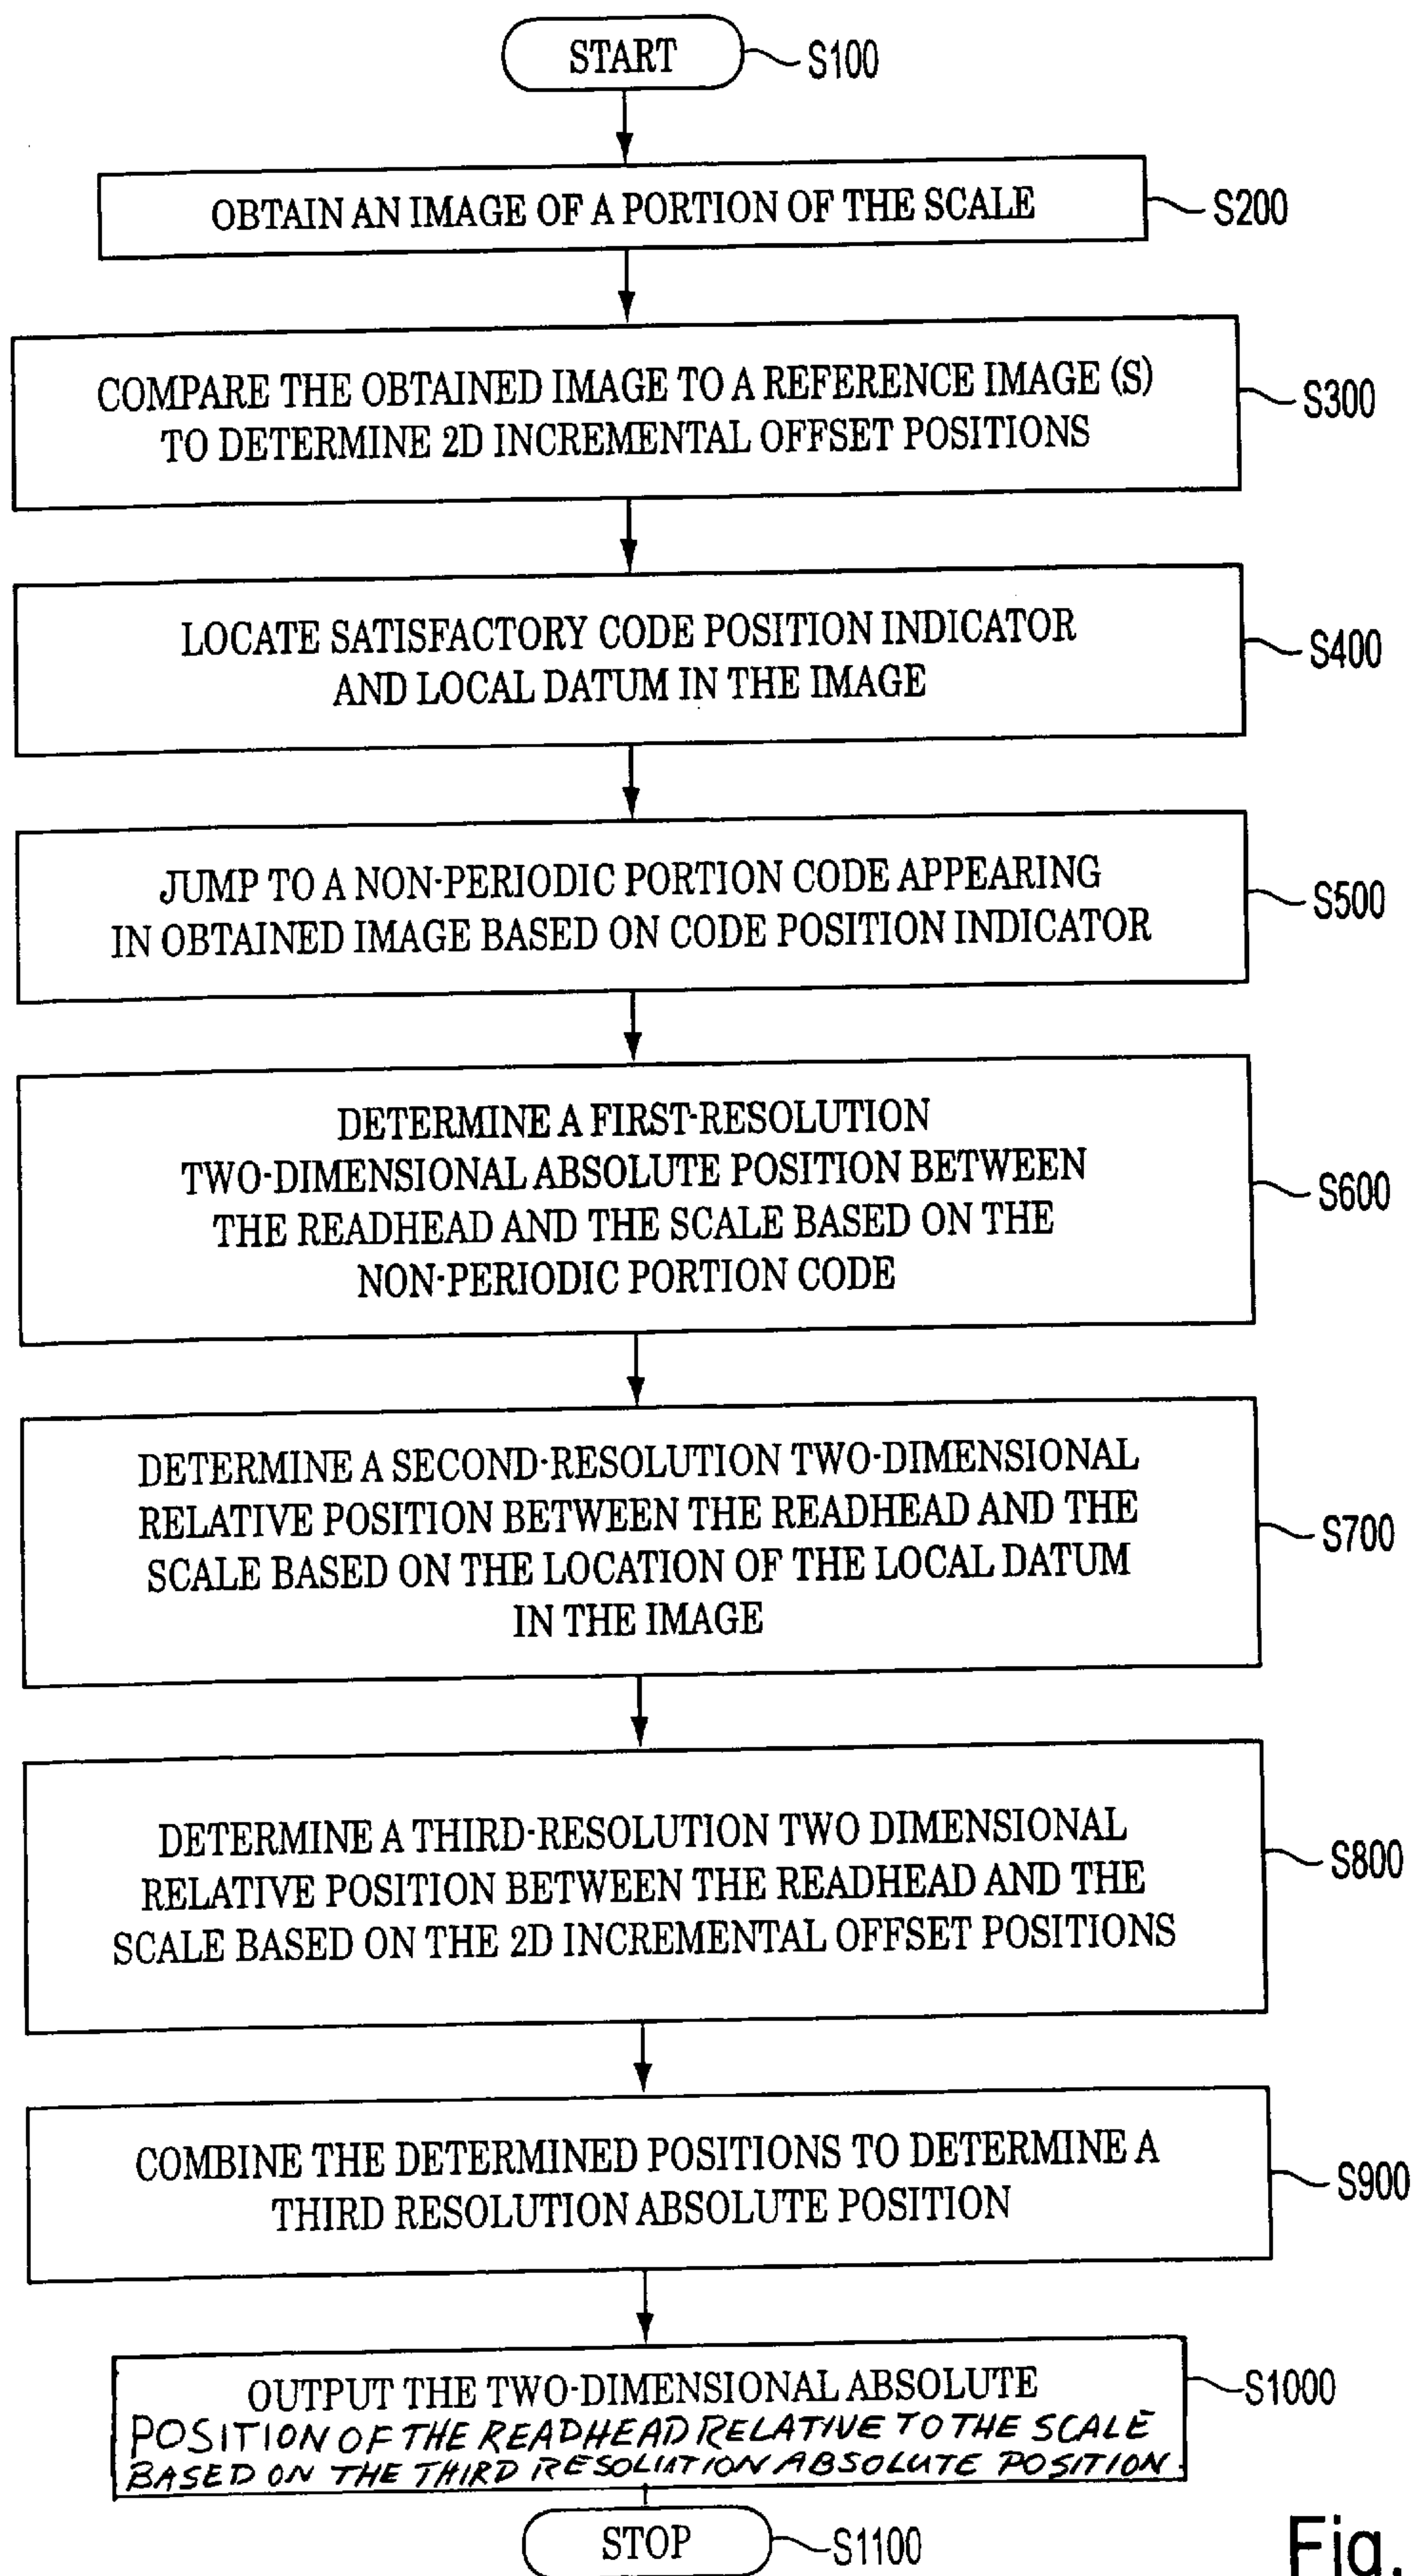 START
S100
OBTAIN AN IMAGE OF A PORTION OF THE SCALE
S200
COMPARE THE OBTAINED IMAGE TO A REFERENCE IMAGE (S)
TO DETERMINE 2D INCREMENTAL OFFSET POSITIONS
S300
LOCATE SATISFACTORY CODE POSITION INDICATOR
AND LOCAL DATUM IN THE IMAGE
S400
JUMP TO A NON-PERIODIC PORTION CODE APPEARING
IN OBTAINED IMAGE BASED ON CODE POSITION INDICATOR
S500
DETERMINE A FIRST-RESOLUTION
TWO-DIMENSIONAL ABSOLUTE POSITION BETWEEN
THE READHEAD AND THE SCALE BASED ON THE
NON-PERIODIC PORTION CODE
S600
DETERMINE A SECOND-RESOLUTION TWO-DIMENSIONAL
RELATIVE POSITION BETWEEN THE READHEAD AND THE
SCALE BASED ON THE LOCATION OF THE LOCAL DATUM
IN THE IMAGE
S700
DETERMINE A THIRD-RESOLUTION TWO DIMENSIONAL
RELATIVE POSITION BETWEEN THE READHEAD AND THE
SCALE BASED ON THE 2D INCREMENTAL OFFSET POSITIONS
S800
COMBINE THE DETERMINED POSITIONS TO DETERMINE A
THIRD RESOLUTION ABSOLUTE POSITION
S900
OUTPUT THE TWO-DIMENSIONAL ABSOLUTE
POSITION OF THE READHEAD RELATIVE TO THE SCALE
BASED ON THE THIRD RESOLUTION ABSOLUTE POSITION.
S1000
STOP
S1100
Fig.